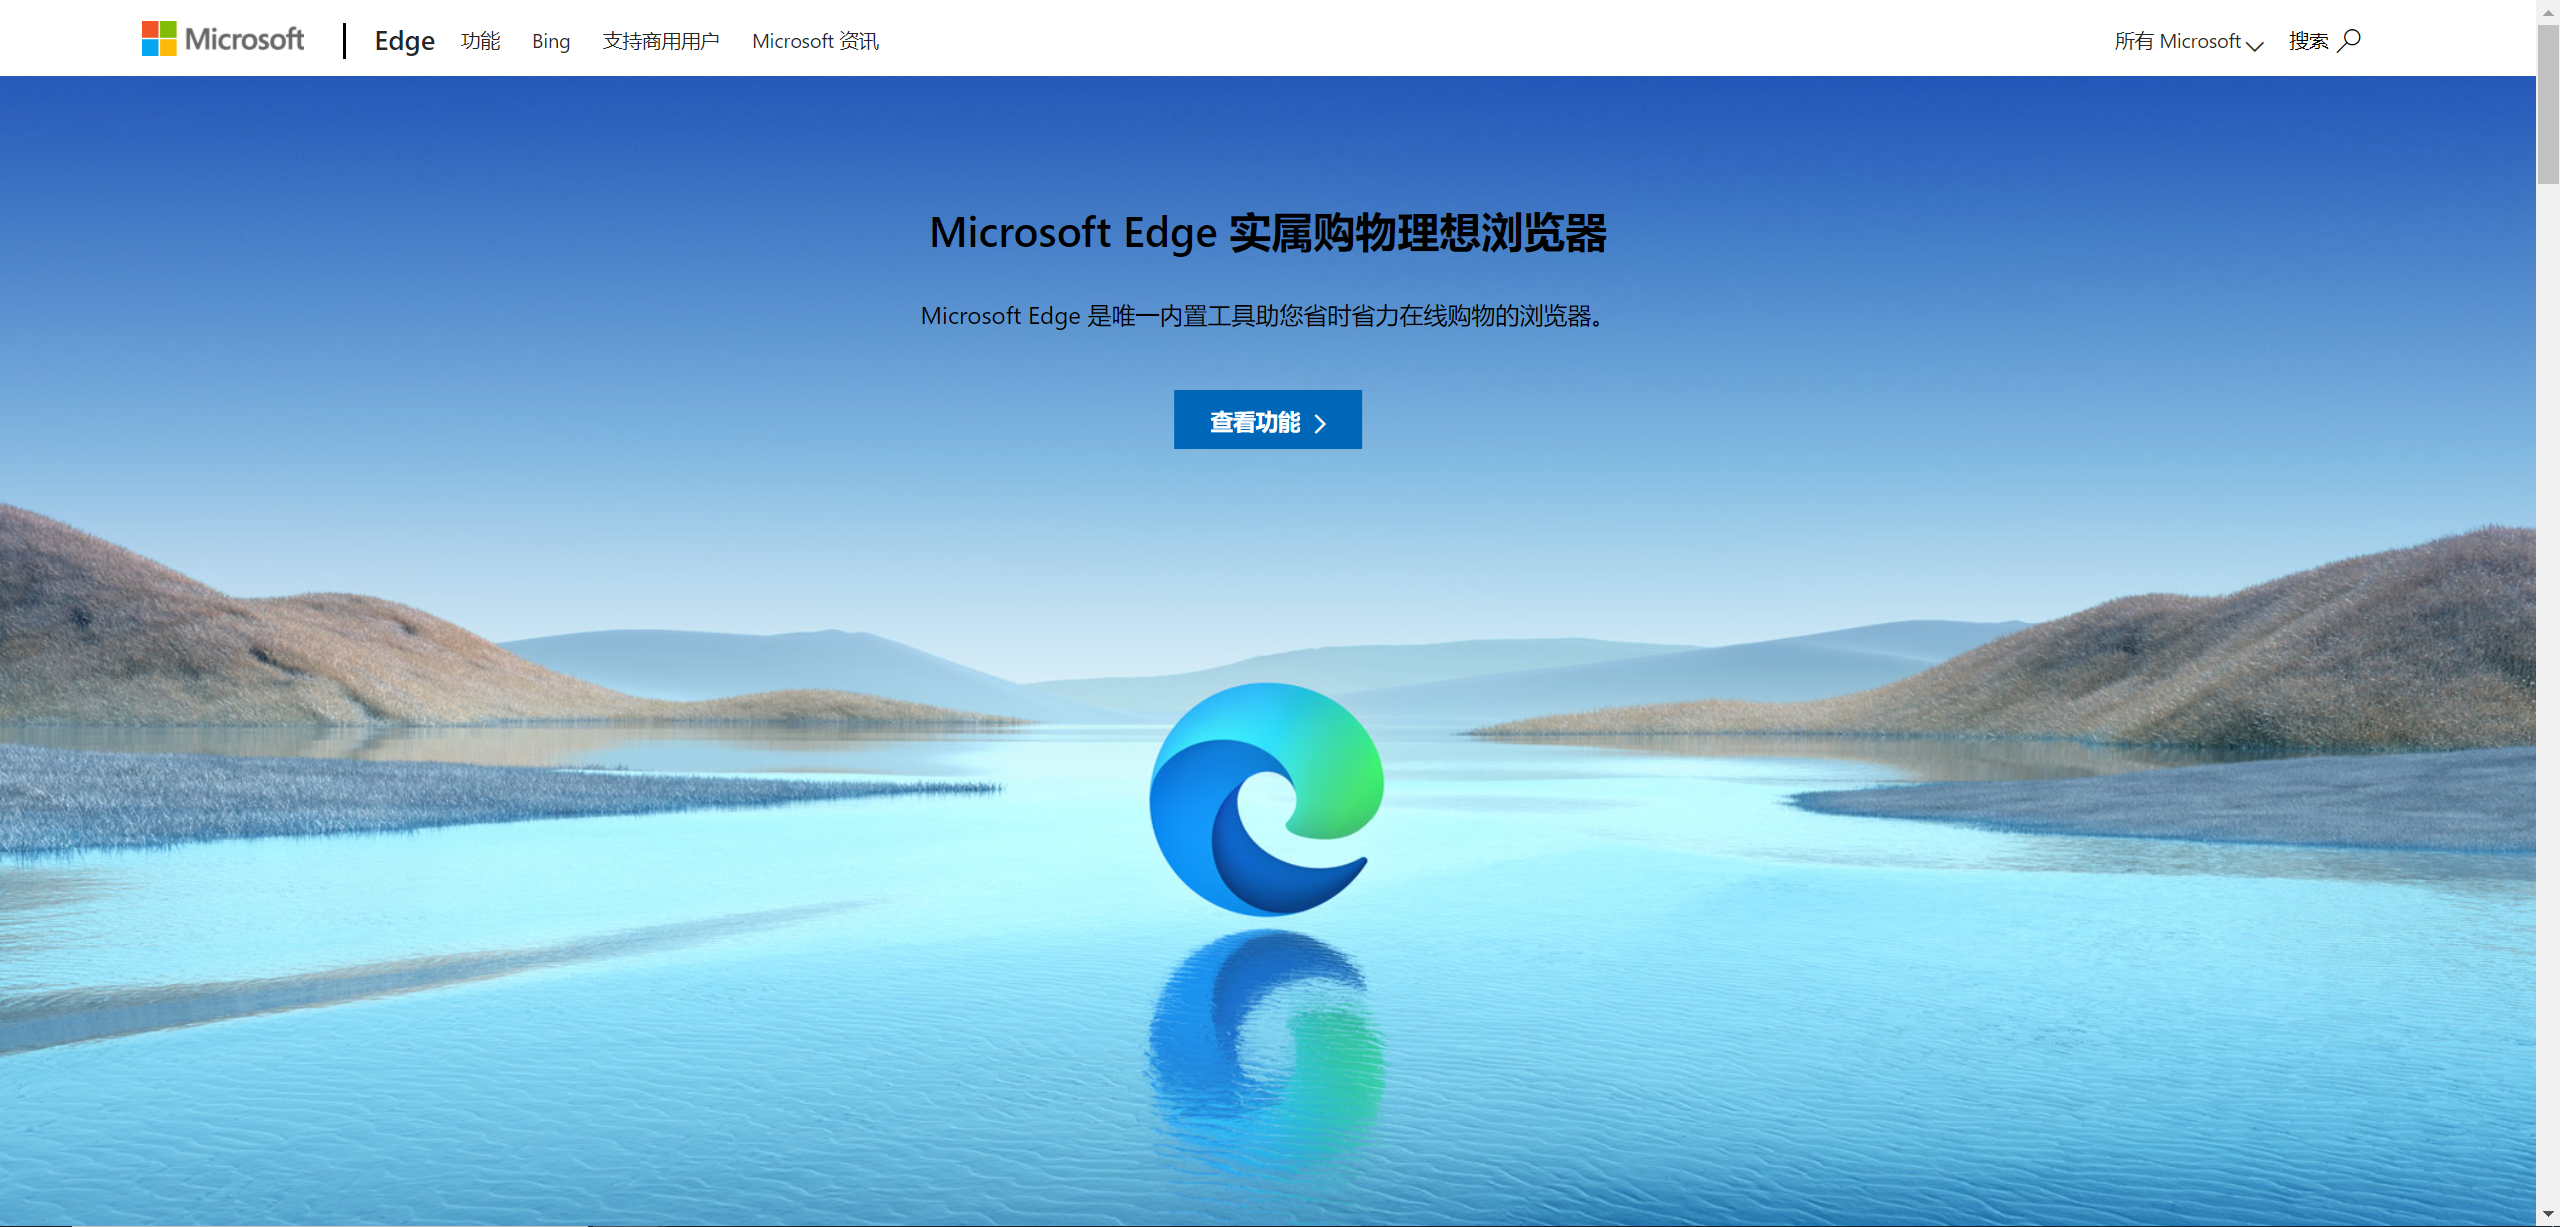 Microsoft
Edge
功能
Bing
支持商用用户
Microsoft 资讯
所有 Microsoft
搜索
Microsoft Edge 实属购物理想浏览器
Microsoft Edge 是唯一内置工具助您省时省力在线购物的浏览器。
查看功能